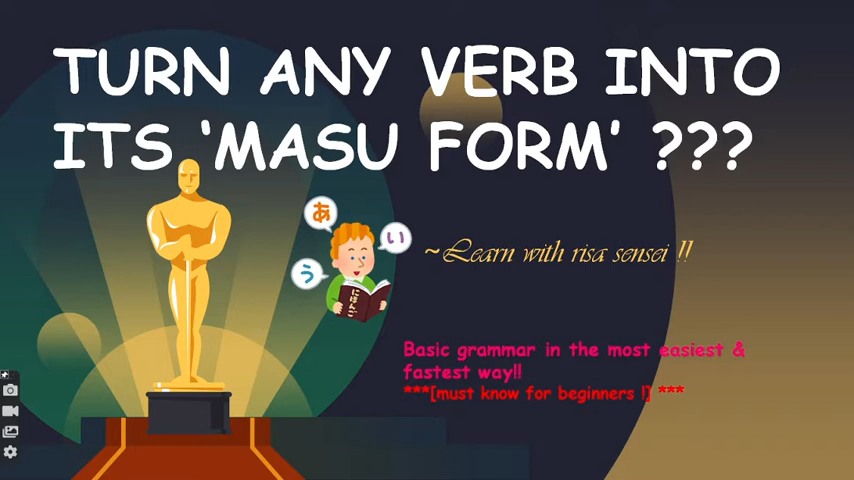 TURN ANY VERB INTO
ITS ‘MASU FORM’ ???
あ
い
う
~Learn with risa sensei !!
にほんご
Basic grammar in the most easiest &
fastest way!!
***[must know for beginners !] ***